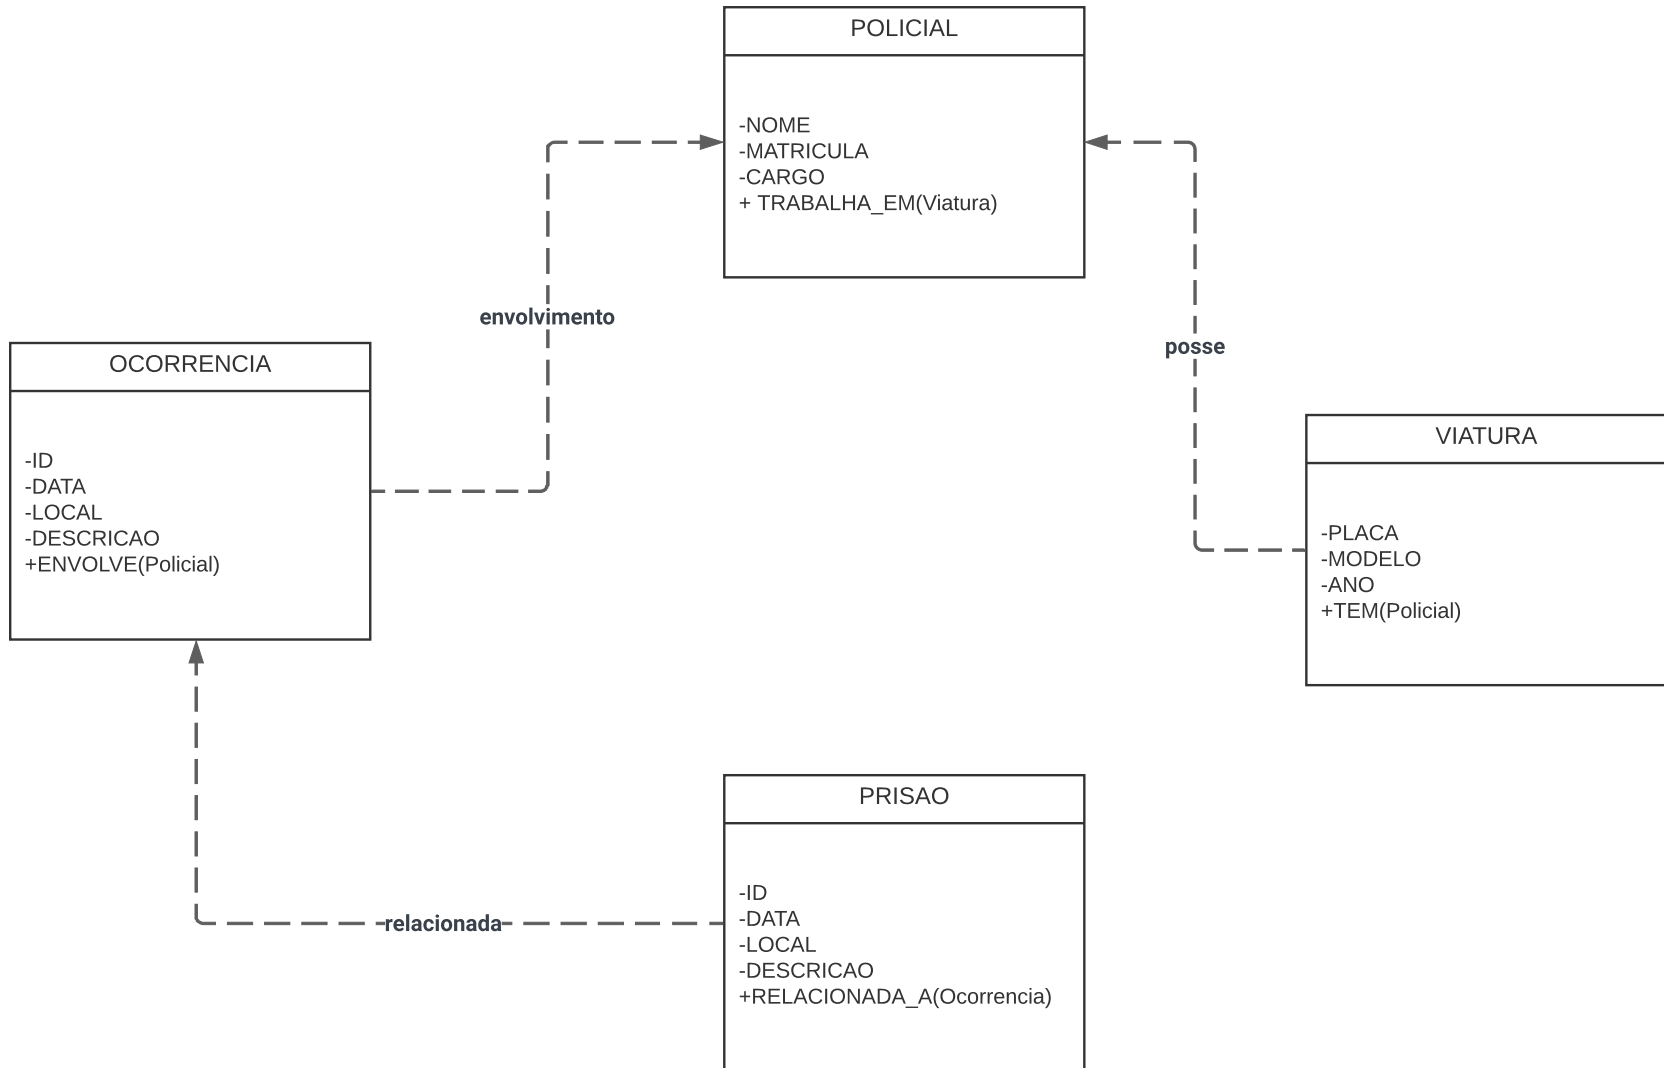 POLICIAL
-NOME
-MATRICULA
-CARGO
+ TRABALHA_EM(Viatura)
envolvimento
posse
OCORRENCIA
-ID
-DATA
-LOCAL
-DESCRICAO
+ENVOLVE(Policial)
VIATURA
-PLACA
-MODELO
-ANO
+TEM(Policial)
PRISAO
-ID
-DATA
-LOCAL
-DESCRICAO
+RELACIONADA_A(Ocorrencia)
relacionada